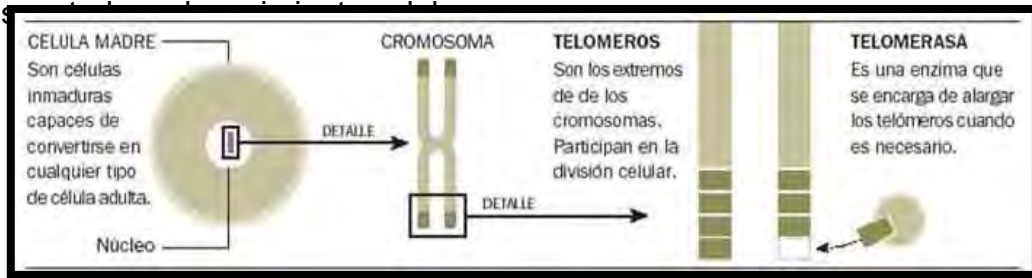 CELULA MADRE
Son células
inmaduras
capaces de
convertirse en
cualquier tipo
de célula adulta.
Núcleo
DETALLE
CROMOSOMA
DETALLE
TELOMEROS
Son los extremos
de de los
cromosomas.
Participan en la
división celular.
TELOMERASA
Es una enzima que
se encarga de alargar
los telómeros cuando
es necesario.